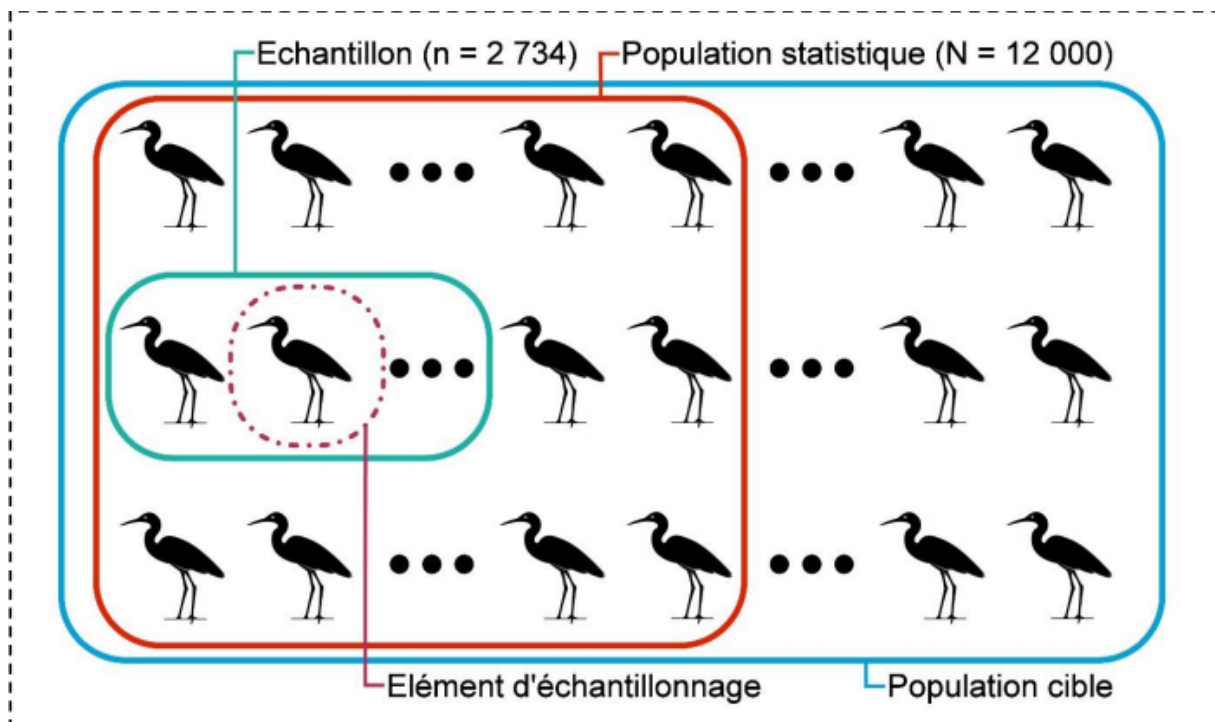 Echantillon (n = 2 734)
Population statistique (N = 12 000)
Elément d'échantillonnage
Population cible